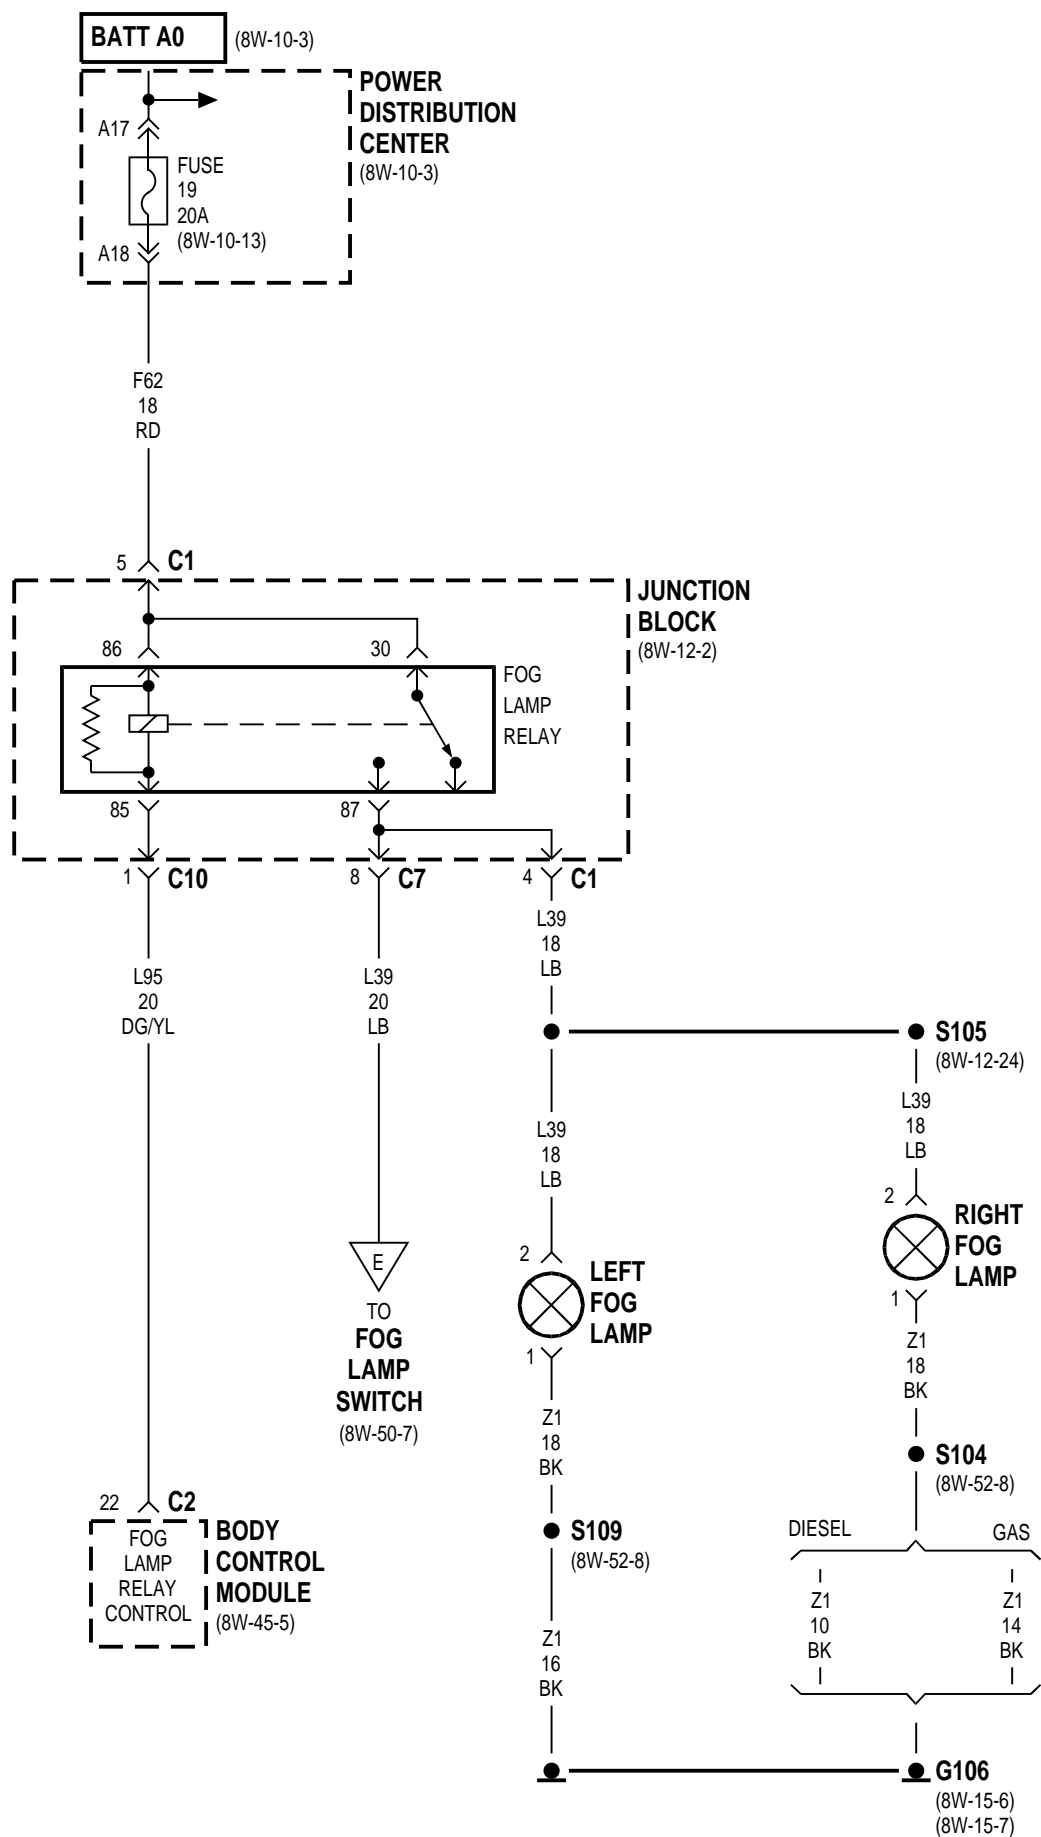 BATT A0
(8W-10-3)
POWER
DISTRIBUTION
CENTER
(8W-10-3)
A17
FUSE
19
20A
(8W-10-13)
A18
F62
18
RD
5
C1
JUNCTION
BLOCK
(8W-12-2)
86
30
FOG
LAMP
RELAY
85
87
1
C10
8
C7
4
C1
L39
18
LB
L95
20
DG/YL
L39
20
LB
S105
(8W-12-24)
L39
18
LB
L39
18
LB
2
RIGHT
FOG
LAMP
1
2
LEFT
FOG
LAMP
1
E
TO
FOG
LAMP
SWITCH
(8W-50-7)
Z1
18
BK
Z1
18
BK
S104
(8W-52-8)
22
C2
FOG
LAMP
RELAY
CONTROL
BODY
CONTROL
MODULE
(8W-45-5)
S109
(8W-52-8)
DIESEL
GAS
Z1
10
BK
Z1
14
BK
Z1
16
BK
G106
(8W-15-6)
(8W-15-7)